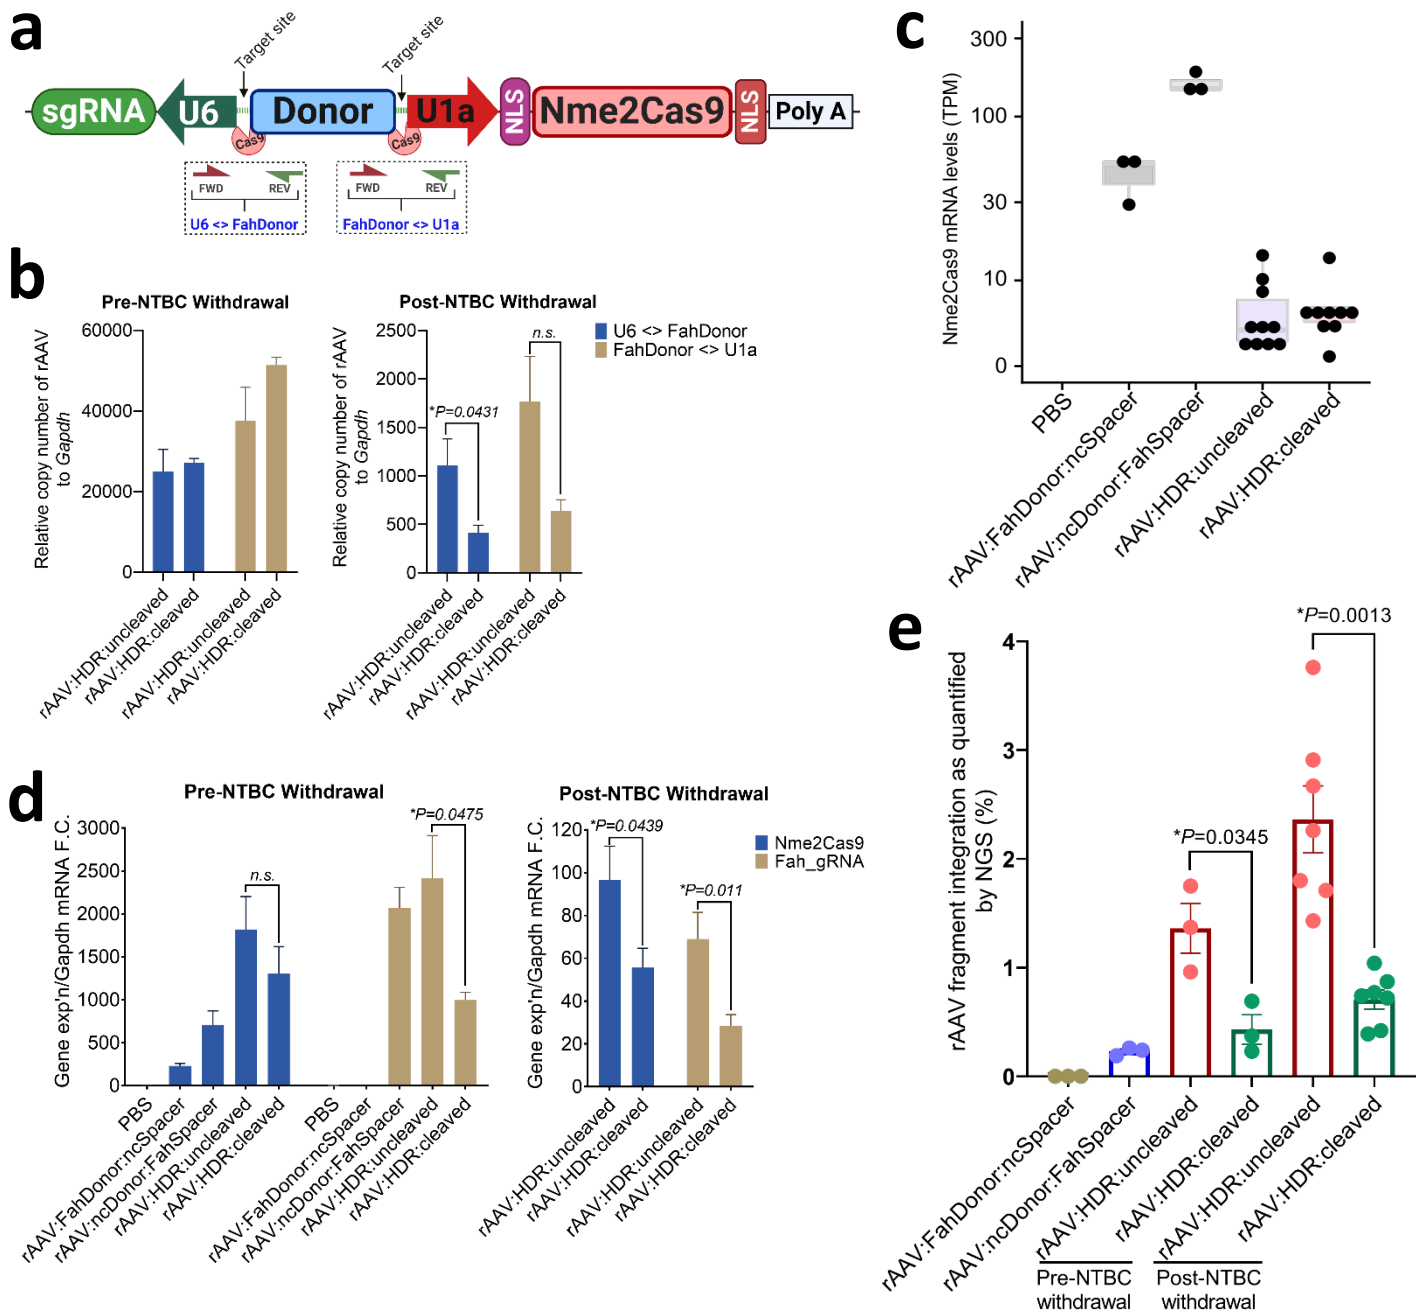 a
Target site
Target site
sgRNA
U6
Donor
U1a
NLS
Nme2Cas9
NLS
Poly A
Cas9
Cas9
FWD
REV
U6 <> FahDonor
FWD
REV
FahDonor <> U1a
b
Pre-NTBC Withdrawal
Relative copy number of rAAV
to Gapdh
60000
40000
20000
0
rAAV:HDR:uncleaved
rAAV:HDR:cleaved
rAAV:HDR:uncleaved
rAAV:HDR:cleaved
Post-NTBC Withdrawal
Relative copy number of rAAV
to Gapdh
2500
2000
1500
1000
500
0
*P=0.0431
n.s.
U6 <> FahDonor
FahDonor <> U1a
rAAV:HDR:uncleaved
rAAV:HDR:cleaved
rAAV:HDR:uncleaved
rAAV:HDR:cleaved
c
Nme2Cas9 mRNA levels (TPM)
300
100
30
10
0
PBS
rAAV:FahDonor:ncSpacer
rAAV:ncDonor:FahSpacer
rAAV:HDR:uncleaved
rAAV:HDR:cleaved
d
Pre-NTBC Withdrawal
Gene exp'n/Gapdh mRNA F.C.
3000
2500
2000
1500
1000
500
0
n.s.
*P=0.0475
PBS
rAAV:FahDonor:ncSpacer
rAAV:ncDonor:FahSpacer
rAAV:HDR:uncleaved
rAAV:HDR:cleaved
PBS
rAAV:FahDonor:ncSpacer
rAAV:ncDonor:FahSpacer
rAAV:HDR:uncleaved
rAAV:HDR:cleaved
Post-NTBC Withdrawal
Gene exp'n/Gapdh mRNA F.C.
120
100
80
60
40
20
0
*P=0.0439
*P=0.011
Nme2Cas9
Fah_gRNA
rAAV:HDR:uncleaved
rAAV:HDR:cleaved
rAAV:HDR:uncleaved
rAAV:HDR:cleaved
e
rAAV fragment integration as quantified
by NGS (%)
4
3
2
1
0
*P=0.0345
*P=0.0013
rAAV:FahDonor:ncSpacer
rAAV:ncDonor:FahSpacer
rAAV:HDR:uncleaved
rAAV:HDR:cleaved
rAAV:HDR:uncleaved
rAAV:HDR:cleaved
Pre-NTBC
withdrawal
Post-NTBC
withdrawal